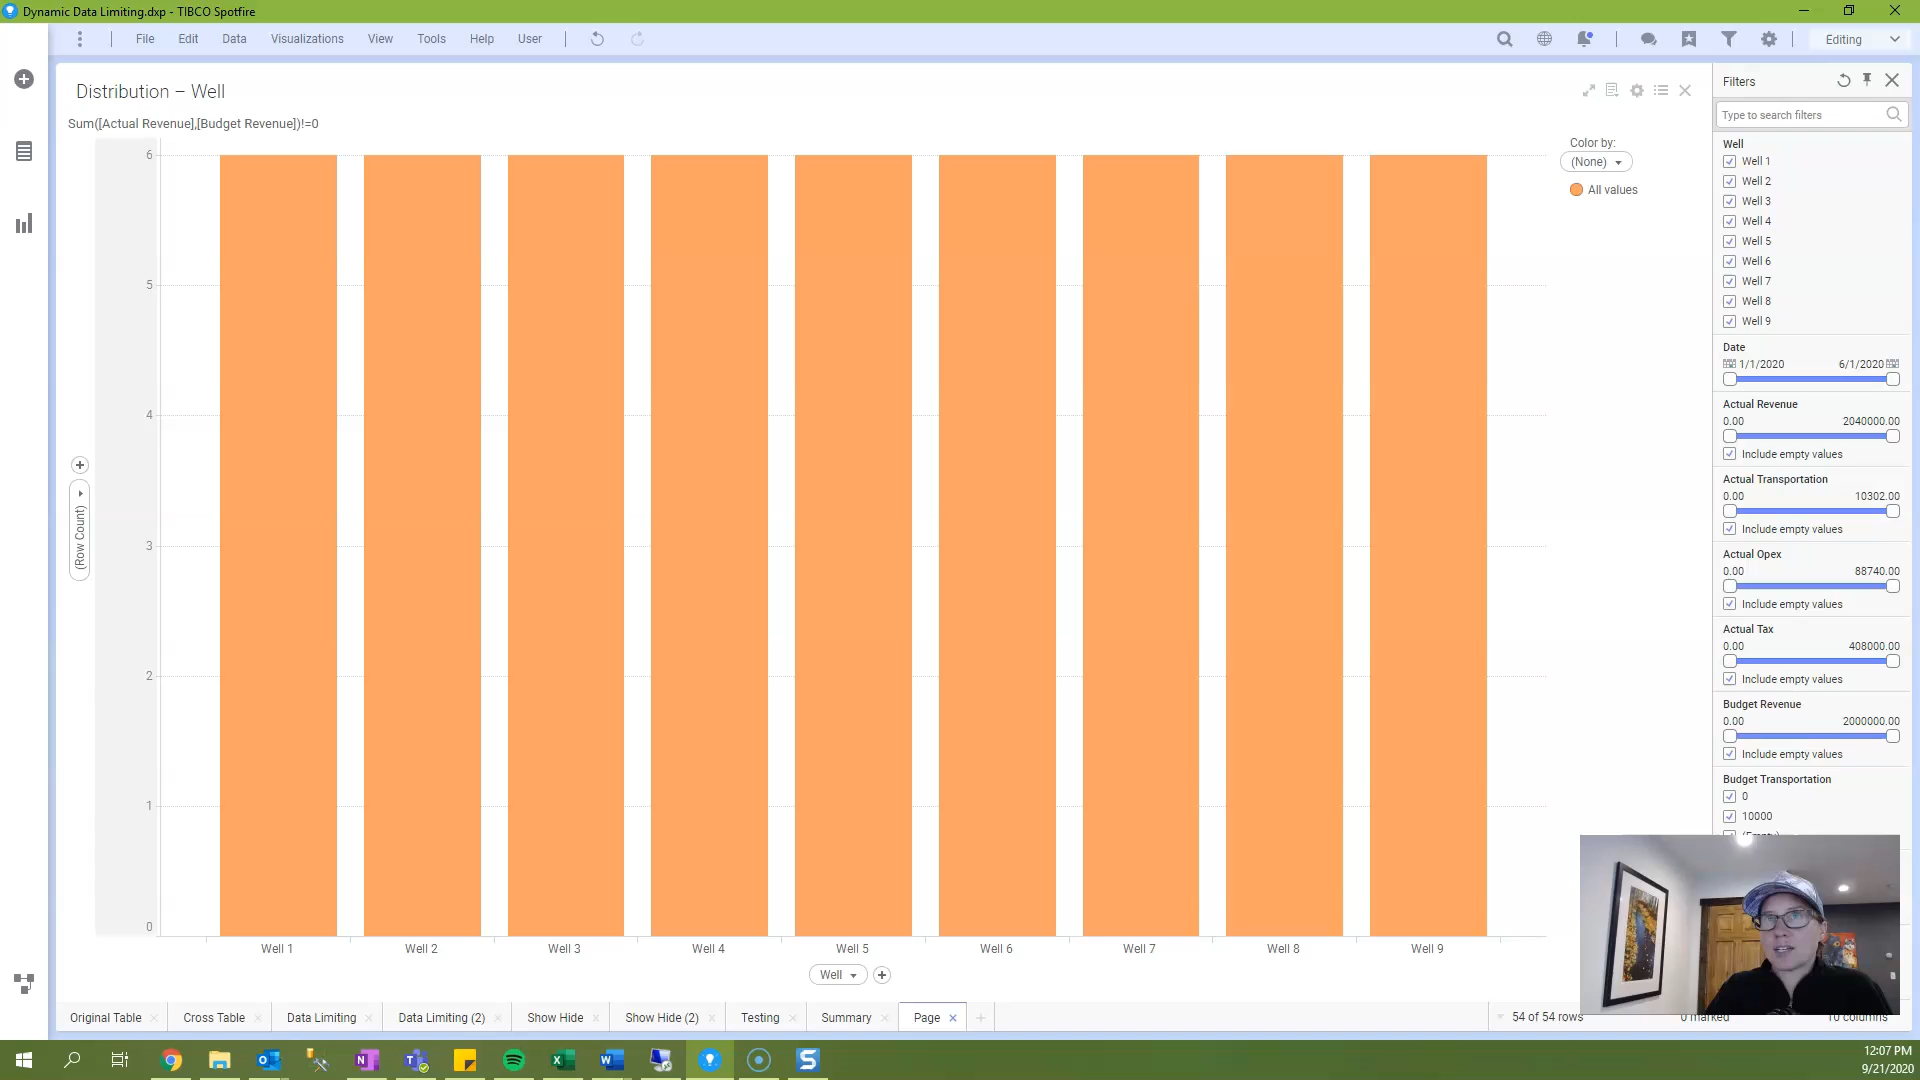 Dynamic Data Limiting.dxp - TIBCO Spotfire
File Edit Data Visualizations View Tools Help User
Editing
Distribution – Well
Sum([Actual Revenue],[Budget Revenue])!=0
6
5
4
3
2
1
0
(Row Count)
Well 1 Well 2 Well 3 Well 4 Well 5 Well 6 Well 7 Well 8 Well 9
Well
Color by:
(None)
All values
Filters
Type to search filters
Well
Well 1
Well 2
Well 3
Well 4
Well 5
Well 6
Well 7
Well 8
Well 9
Date
1/1/2020 6/1/2020
Actual Revenue
0.00 2040000.00
Include empty values
Actual Transportation
0.00 10302.00
Include empty values
Actual Opex
0.00 88740.00
Include empty values
Actual Tax
0.00 408000.00
Include empty values
Budget Revenue
0.00 2000000.00
Include empty values
Budget Transportation
0
10000
(Empty)
Original Table Cross Table Data Limiting Data Limiting (2) Show Hide Show Hide (2) Testing Summary Page
54 of 54 rows 0 marked 10 columns
12:07 PM
9/21/2020